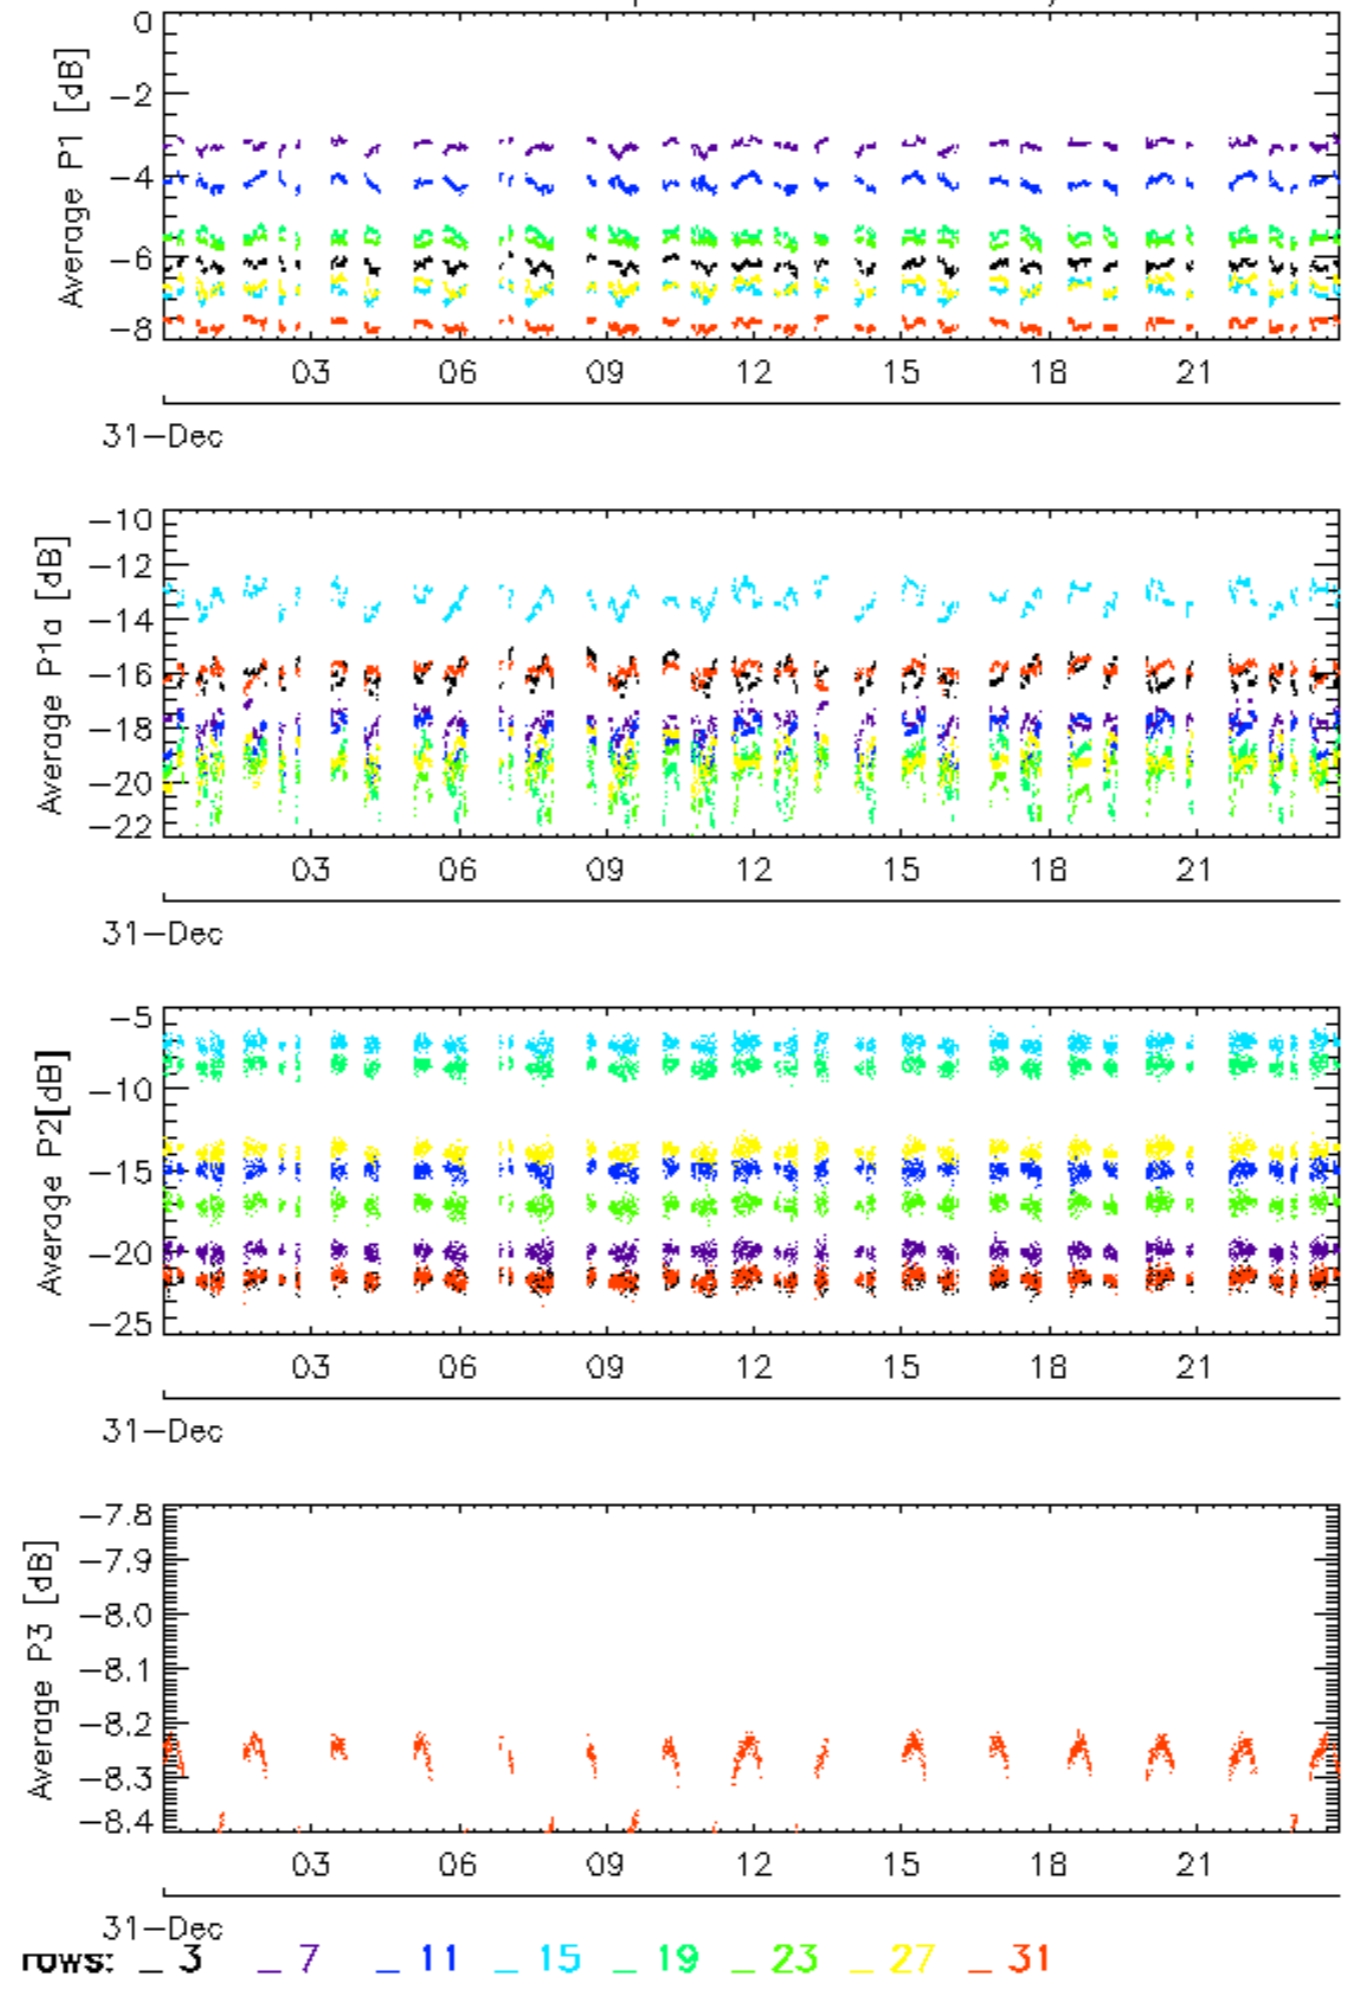 0
−2
−4
−6
−8
Average P1 [dB]
03 06 09 12 15 18 21
31−Dec
−10
−12
−14
−16
−18
−20
−22
Average P1a [dB]
03 06 09 12 15 18 21
31−Dec
−5
−10
−15
−20
−25
Average P2[dB]
03 06 09 12 15 18 21
31−Dec
−7.8
−7.9
−8.0
−8.1
−8.2
−8.3
−8.4
Average P3 [dB]
03 06 09 12 15 18 21
31−Dec
rows: _ 3 _ 7 _ 11 _ 15 _ 19 _ 23 _ 27 _ 31